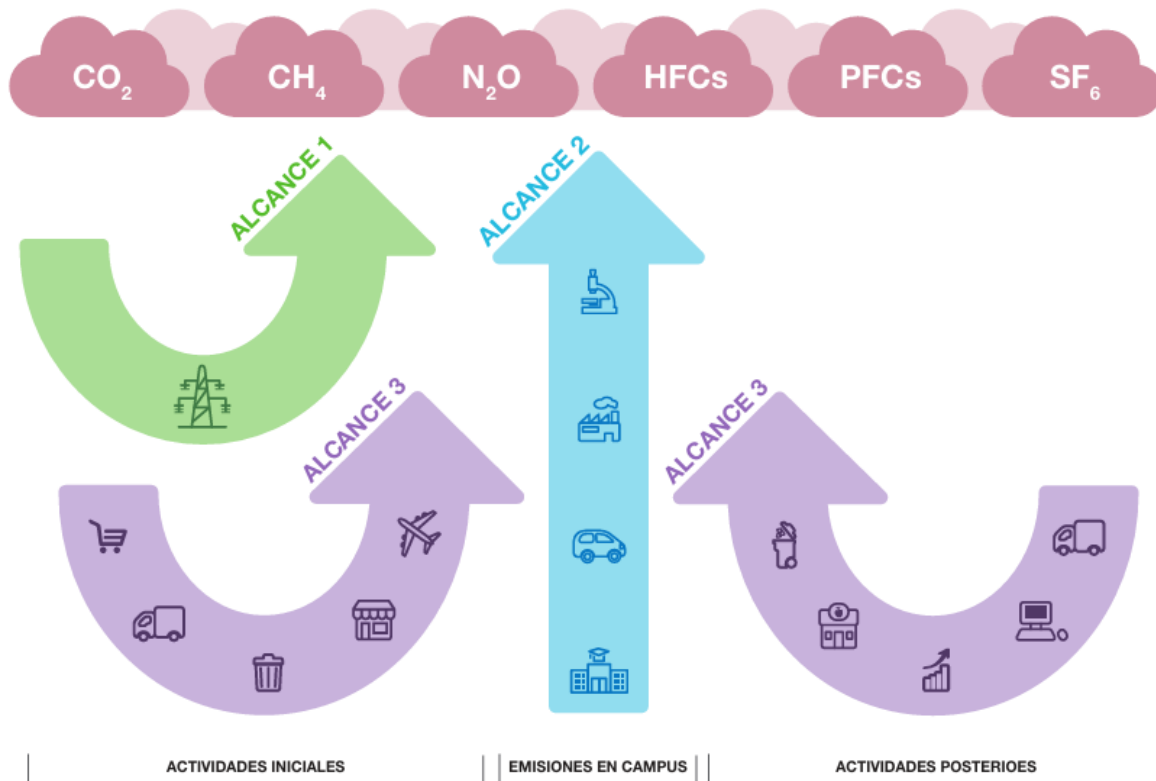 CO2
CH4
N2O
HFCs
PFCs
SF6
ALCANCE 1
ALCANCE 2
ALCANCE 3
ALCANCE 3
ACTIVIDADES INICIALES
EMISIONES EN CAMPUS
ACTIVIDADES POSTERIOES